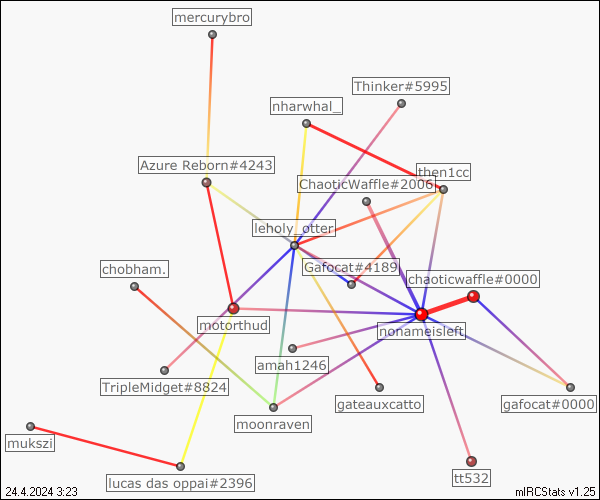 mercurybro
Thinker#5995
nharwhal_
Azure Reborn#4243
then1cc
ChaoticWaffle#2006
leholy_otter
Gafocat#4189
chobham.
chaoticwaffle#0000
motorthud
nonameisleft
amah1246
TripleMidget#8824
gateauxcatto
gafocat#0000
moonraven
mukszi
lucas das oppai#2396
tt532
24.4.2024 3:23
mIRCStats v1.25